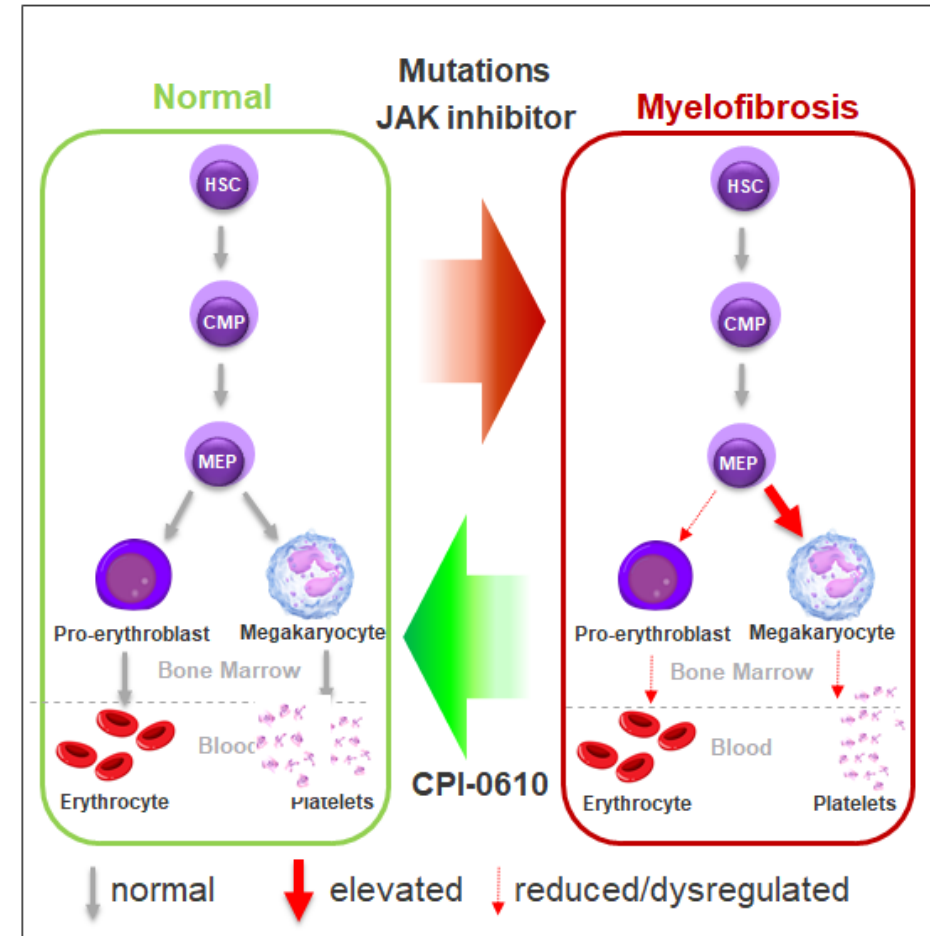 Mutations
JAK inhibitor
Normal
HSC
CMP
MEP
Pro-erythroblast
Megakaryocyte
Bone Marrow
Blood
Erythrocyte
Platelets
CPI-0610
Myelofibrosis
HSC
CMP
MEP
Pro-erythroblast
Megakaryocyte
Bone Marrow
Blood
Erythrocyte
Platelets
normal
elevated
reduced/dysregulated